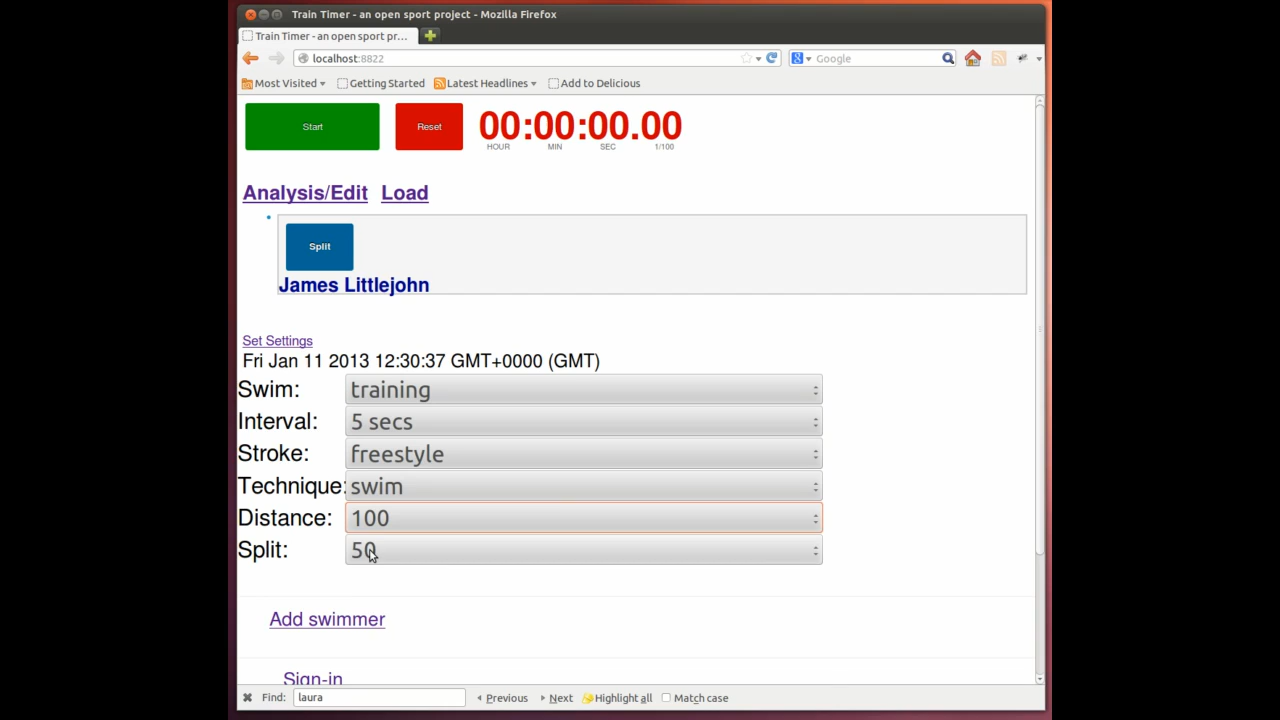 Train Timer - an open sport project - Mozilla Firefox
Train Timer - an open sport pr...
localhost:8822
Google
Most Visited Getting Started Latest Headlines Add to Delicious
Start Reset 00:00:00.00
HOUR MIN SEC 1/100
Analysis/Edit Load
Split
James Littlejohn
Set Settings
Fri Jan 11 2013 12:30:37 GMT+0000 (GMT)
Swim: training
Interval: 5 secs
Stroke: freestyle
Technique: swim
Distance: 100
Split: 50
Add swimmer
Sign-in
Find: laura Previous Next Highlight all Match case